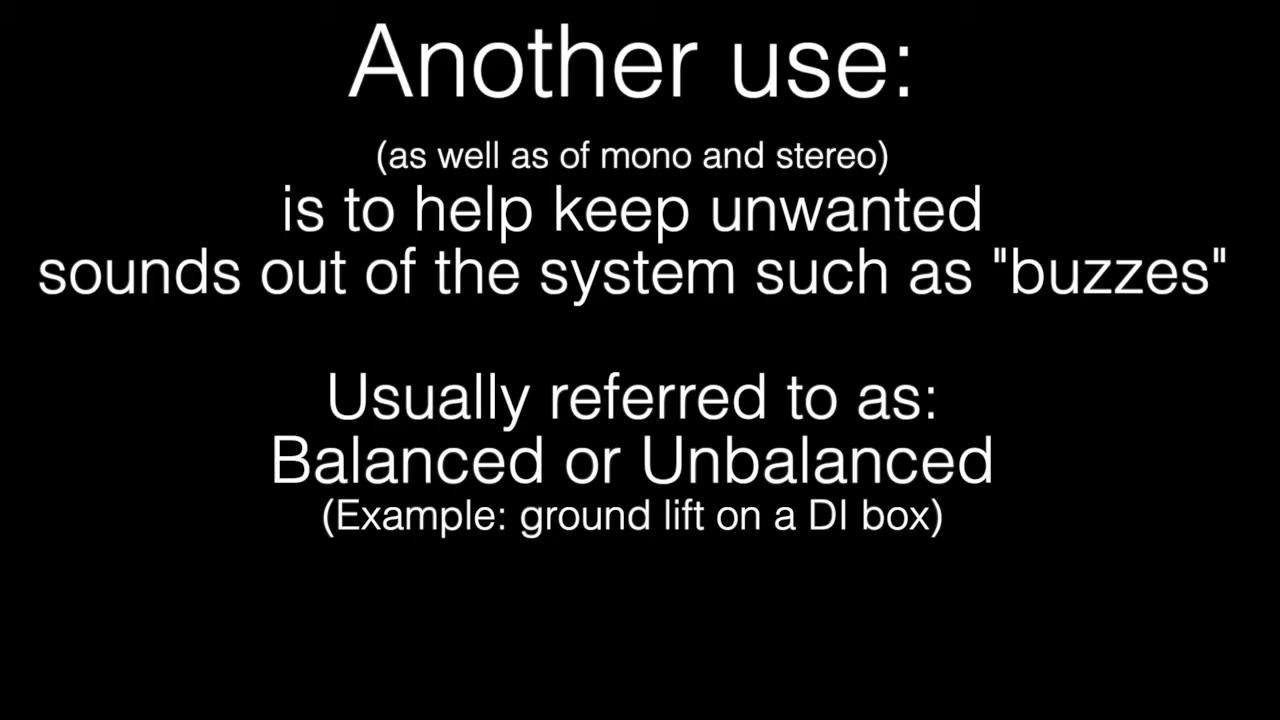 Another use:
(as well as of mono and stereo)
is to help keep unwanted
sounds out of the system such as "buzzes"
Usually referred to as:
Balanced or Unbalanced
(Example: ground lift on a DI box)